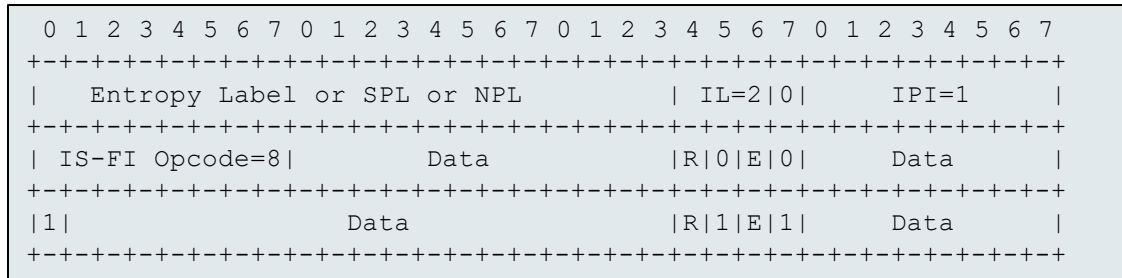 0 1 2 3 4 5 6 7 0 1 2 3 4 5 6 7 0 1 2 3 4 5 6 7 0 1 2 3 4 5 6 7
+-+-+-+-+-+-+-+-+-+-+-+-+-+-+-+-+-+-+-+-+-+-+-+-+-+-+-+-+-+-+-+-+
|   Entropy Label or SPL or NPL         | IL=2|0|     IPI=1     |
+-+-+-+-+-+-+-+-+-+-+-+-+-+-+-+-+-+-+-+-+-+-+-+-+-+-+-+-+-+-+-+-+
| IS-FI Opcode=8|        Data           |R|0|E|0|     Data      |
+-+-+-+-+-+-+-+-+-+-+-+-+-+-+-+-+-+-+-+-+-+-+-+-+-+-+-+-+-+-+-+-+
|1|                 Data                |R|1|E|1|     Data      |
+-+-+-+-+-+-+-+-+-+-+-+-+-+-+-+-+-+-+-+-+-+-+-+-+-+-+-+-+-+-+-+-+